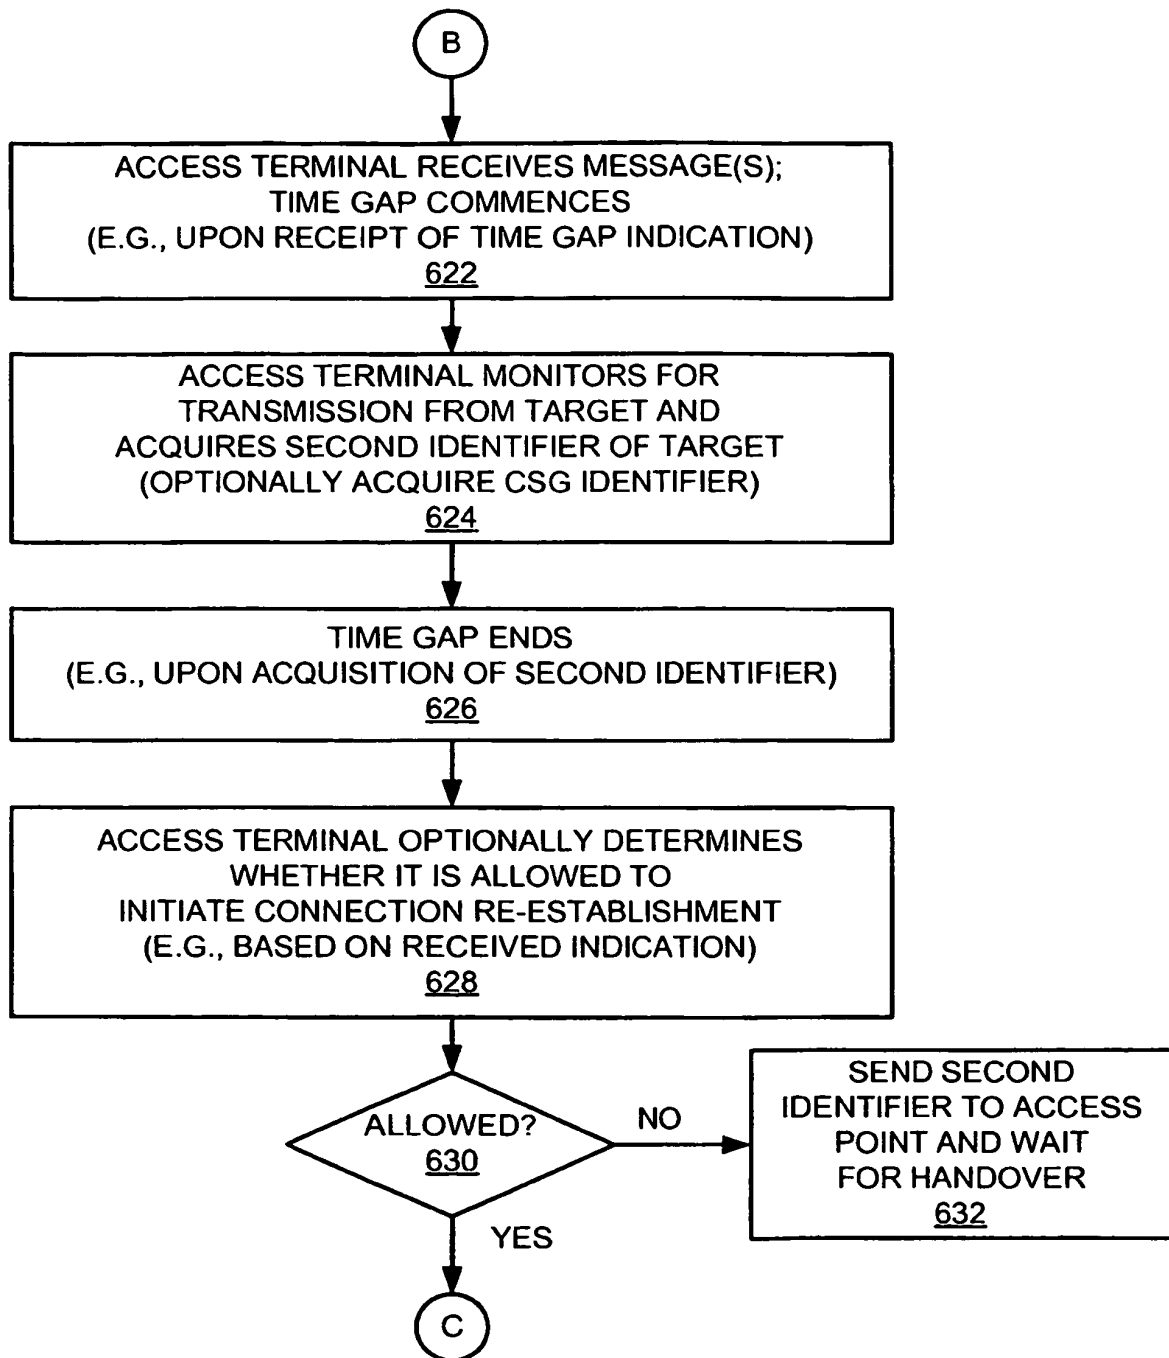 B
ACCESS TERMINAL RECEIVES MESSAGE(S);
TIME GAP COMMENCES
(E.G., UPON RECEIPT OF TIME GAP INDICATION)
622
ACCESS TERMINAL MONITORS FOR
TRANSMISSION FROM TARGET AND
ACQUIRES SECOND IDENTIFIER OF TARGET
(OPTIONALLY ACQUIRE CSG IDENTIFIER)
624
TIME GAP ENDS
(E.G., UPON ACQUISITION OF SECOND IDENTIFIER)
626
ACCESS TERMINAL OPTIONALLY DETERMINES
WHETHER IT IS ALLOWED TO
INITIATE CONNECTION RE-ESTABLISHMENT
(E.G., BASED ON RECEIVED INDICATION)
628
ALLOWED?
630
NO
SEND SECOND
IDENTIFIER TO ACCESS
POINT AND WAIT
FOR HANDOVER
632
YES
C